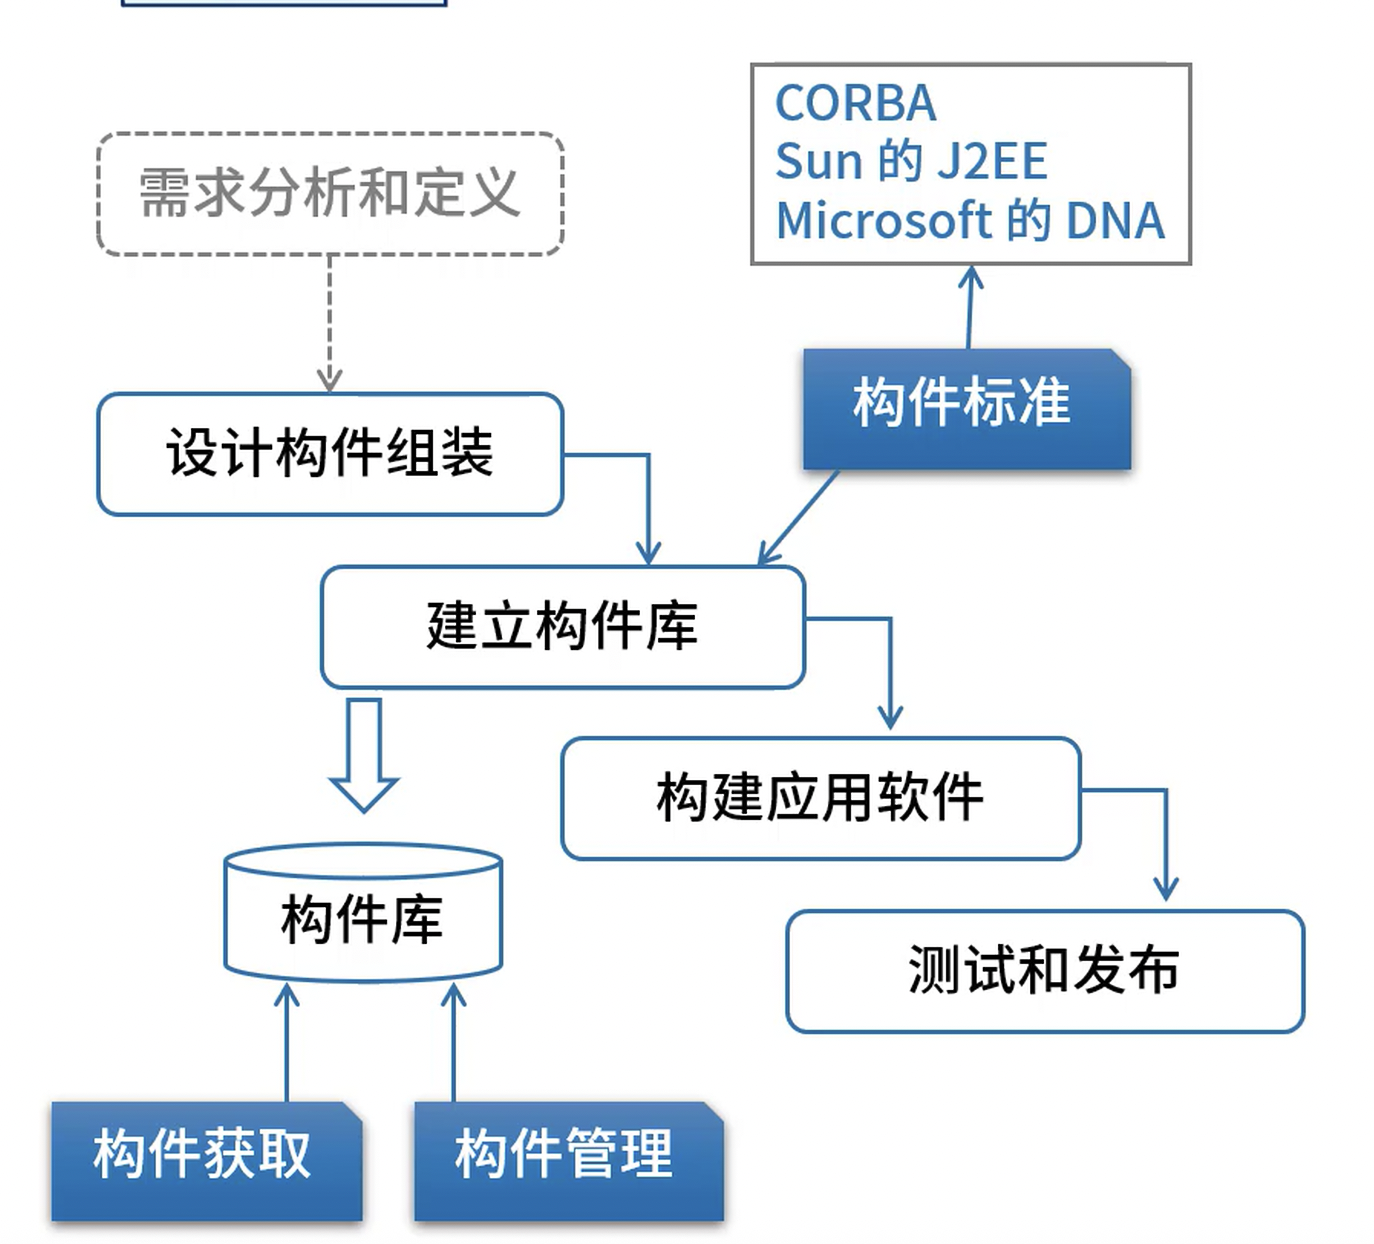 需求分析和定义
CORBA
Sun 的 J2EE
Microsoft 的 DNA
构件标准
设计构件组装
建立构件库
构建应用软件
构件库
测试和发布
构件获取
构件管理